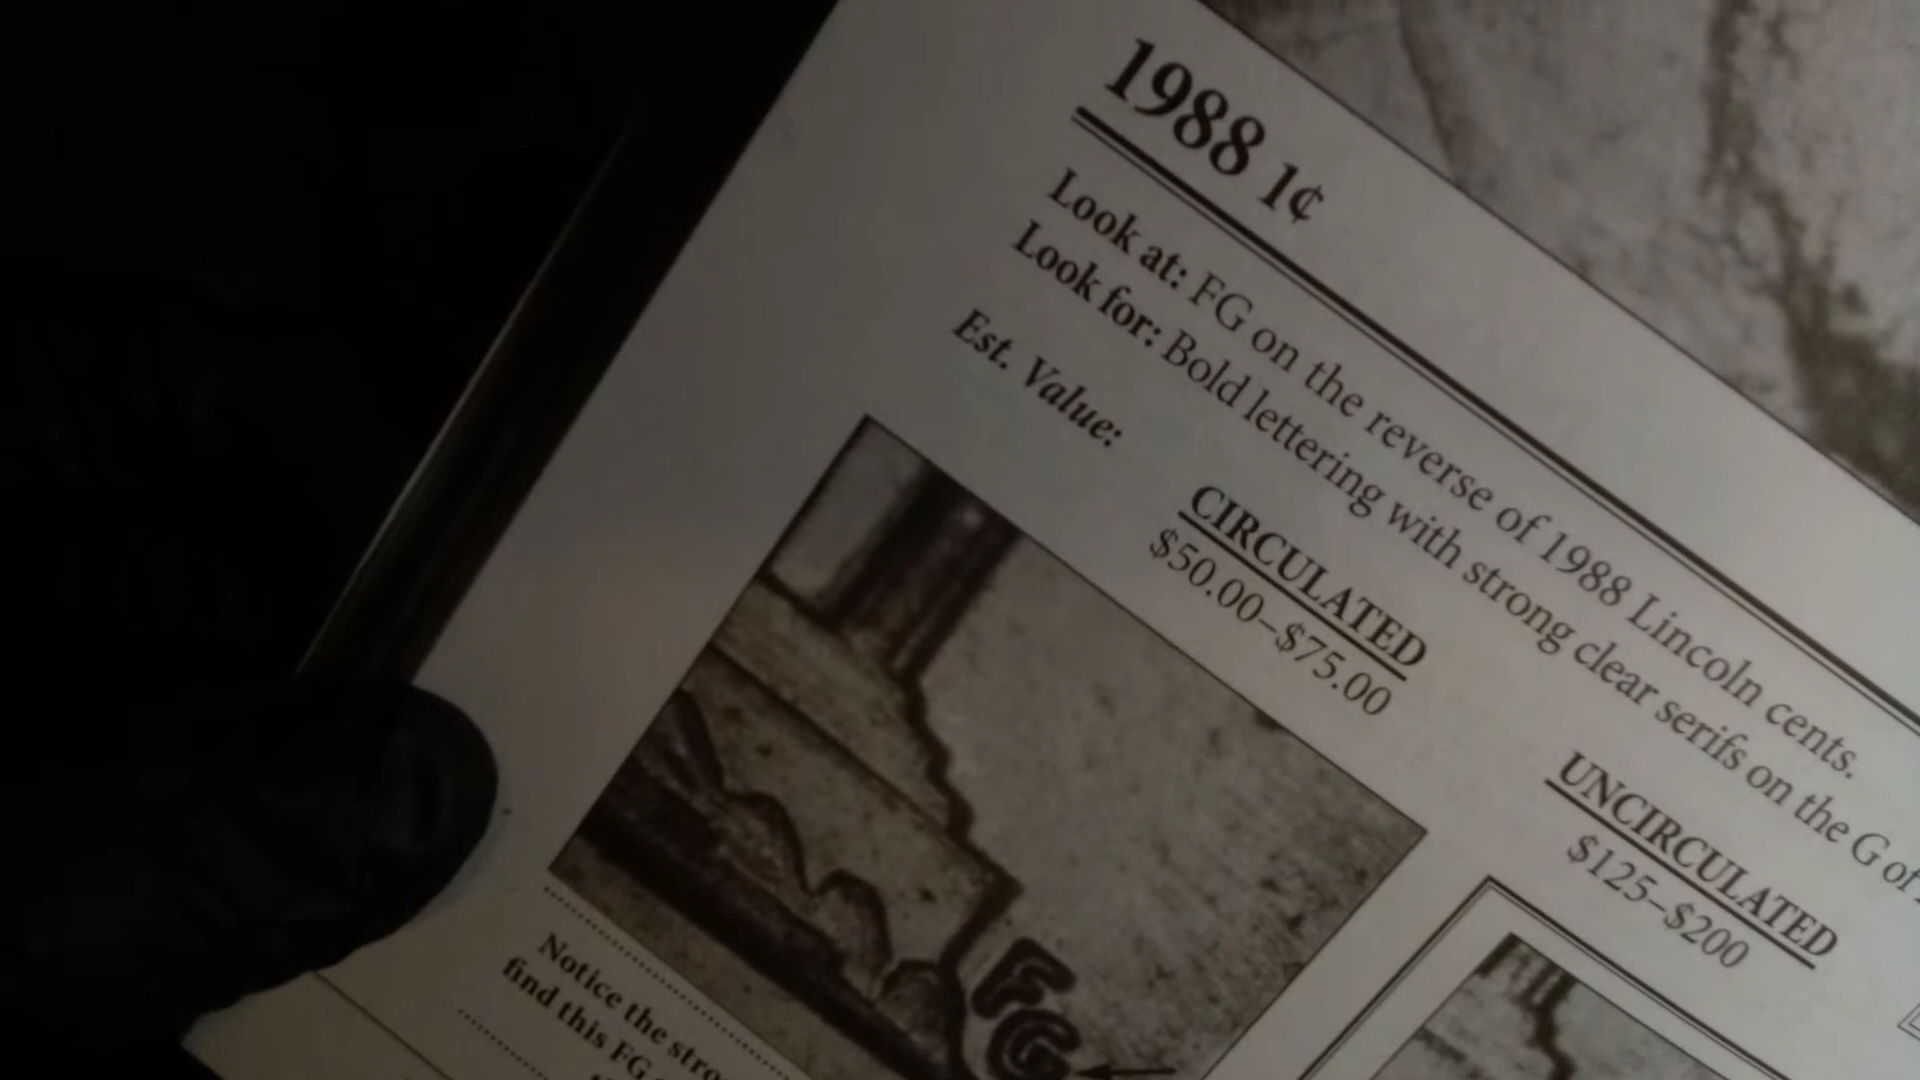 1988 1¢
Look at: FG on the reverse of 1988 Lincoln cents.
Look for: Bold lettering with strong clear serifs on the G of
Est. Value:
CIRCULATED
$50.00–$75.00
UNCIRCULATED
$125–$200
FG
Notice the
find this FG